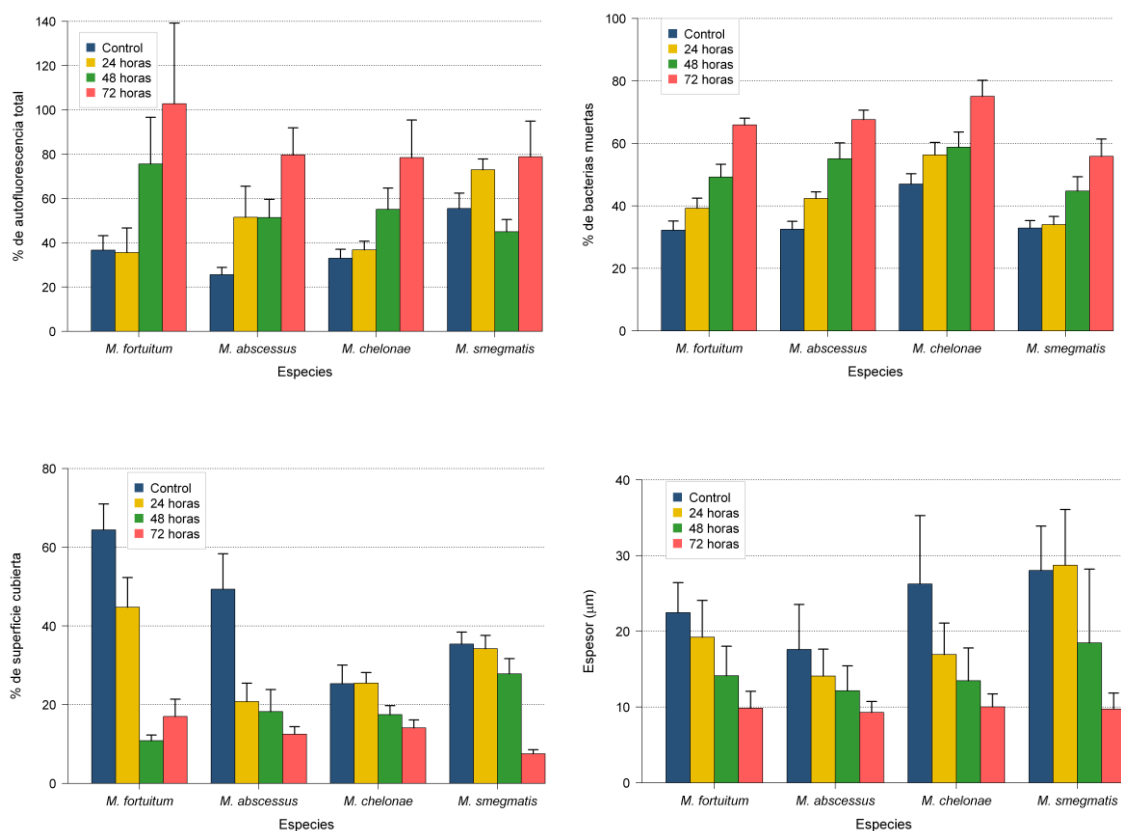 % de autofluorescencia total
140
120
100
80
60
40
20
0
Control
24 horas
48 horas
72 horas
M. fortuitum M. abscessus M. chelonae M. smegmatis
Especies
% de bacterias muertas
100
80
60
40
20
0
Control
24 horas
48 horas
72 horas
M. fortuitum M. abscessus M. chelonae M. smegmatis
Especies
% de superficie cubierta
80
60
40
20
0
Control
24 horas
48 horas
72 horas
M. fortuitum M. abscessus M. chelonae M. smegmatis
Especies
Espesor (μm)
40
30
20
10
0
Control
24 horas
48 horas
72 horas
M. fortuitum M. abscessus M. chelonae M. smegmatis
Especies